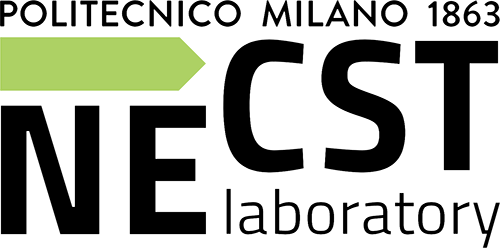 POLITECNICO MILANO 1863
NECST
laboratory